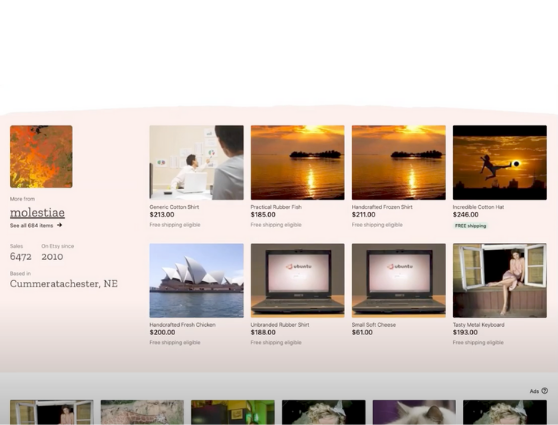 More from
molestiae
See all 684 items →
Sales
6472
On Etsy since
2010
Based in
Cummeratachester, NE
Generic Cotton Shirt
$213.00
Free shipping eligible
Practical Rubber Fish
$185.00
Free shipping eligible
Handcrafted Frozen Shirt
$211.00
Free shipping eligible
Incredible Cotton Hat
$246.00
FREE shipping
ubuntu
ubuntu
Handcrafted Fresh Chicken
$200.00
Free shipping eligible
Unbranded Rubber Shirt
$188.00
Free shipping eligible
Small Soft Cheese
$61.00
Tasty Metal Keyboard
$193.00
Free shipping eligible
Ads